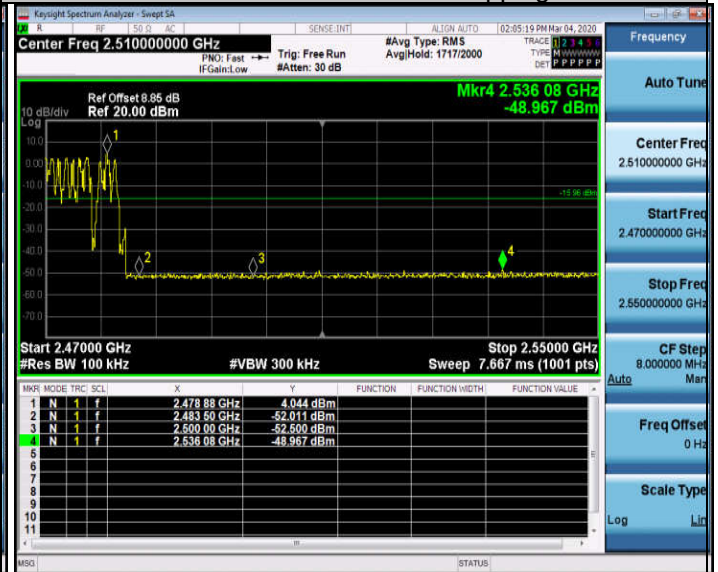 Keysight Spectrum Analyzer - Swept SA
R RF 50 Ω AC SENSE:INT ALIGN AUTO 02:05:19 PM Mar 04, 2020
Center Freq 2.510000000 GHz
PNO: Fast
IFGain:Low
Trig: Free Run
#Atten: 30 dB
#Avg Type: RMS
Avg|Hold: 1717/2000
TRACE 1 2 3 4 5 6
TYPE M W W W W W
DET P P P P P P
Ref Offset 8.85 dB
10 dB/div Ref 20.00 dBm
Log
Mkr4 2.536 08 GHz
-48.967 dBm
10.0
0.00
-10.0
-20.0
-30.0
-40.0
-50.0
-60.0
-70.0
-15.96 dBm
1
2
3
4
Start 2.47000 GHz Stop 2.55000 GHz
#Res BW 100 kHz #VBW 300 kHz Sweep 7.667 ms (1001 pts)
MKR MODE TRC SCL X Y FUNCTION FUNCTION WIDTH FUNCTION VALUE
1 N 1 f 2.478 88 GHz 4.044 dBm
2 N 1 f 2.483 50 GHz -52.011 dBm
3 N 1 f 2.500 00 GHz -52.500 dBm
4 N 1 f 2.536 08 GHz -48.967 dBm
5
6
7
8
9
10
11
MSG STATUS
Frequency
Auto Tune
Center Freq
2.510000000 GHz
Start Freq
2.470000000 GHz
Stop Freq
2.550000000 GHz
CF Step
8.000000 MHz
Auto Man
Freq Offset
0 Hz
Scale Type
Log Lin